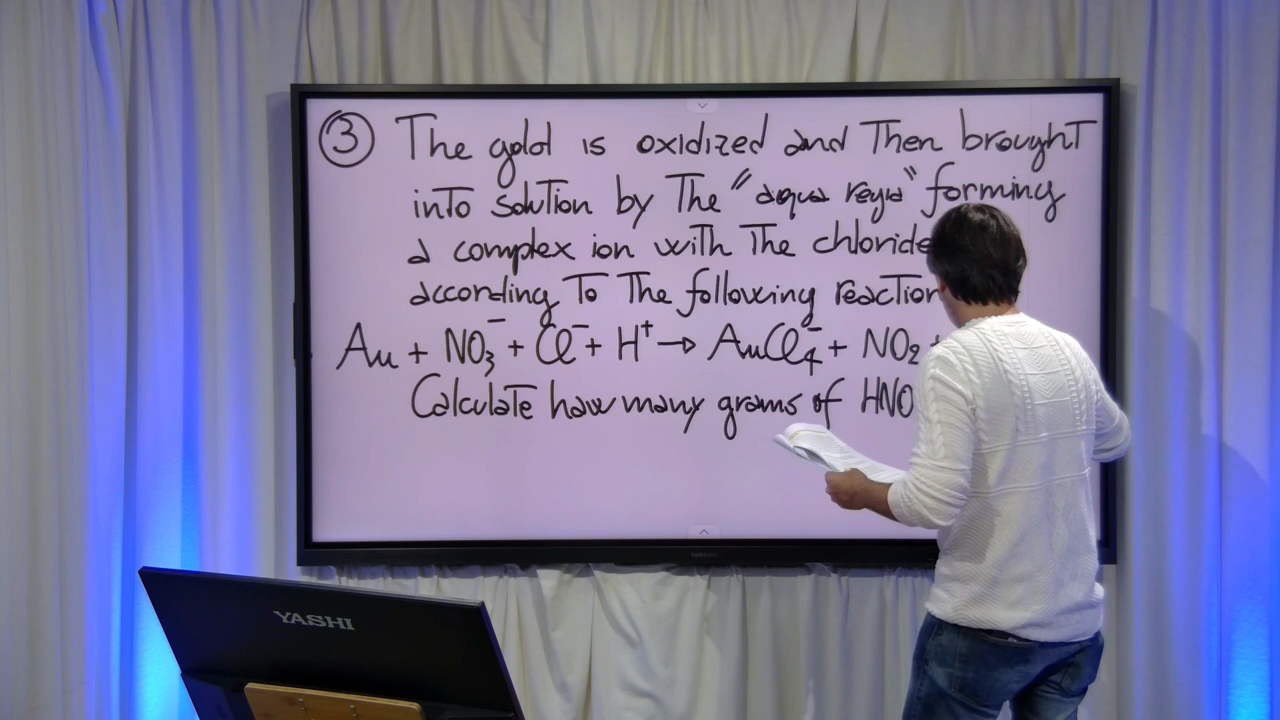 ③ The gold is oxidized and Then brought
into solution by The "aqua regia" forming
a complex ion with The chloride
according To The following reaction
Au + NO₃⁻ + Cl⁻ + H⁺ → AuCl₄⁻ + NO₂ +
Calculate how many grams of HNO
SAMSUNG
YASHI